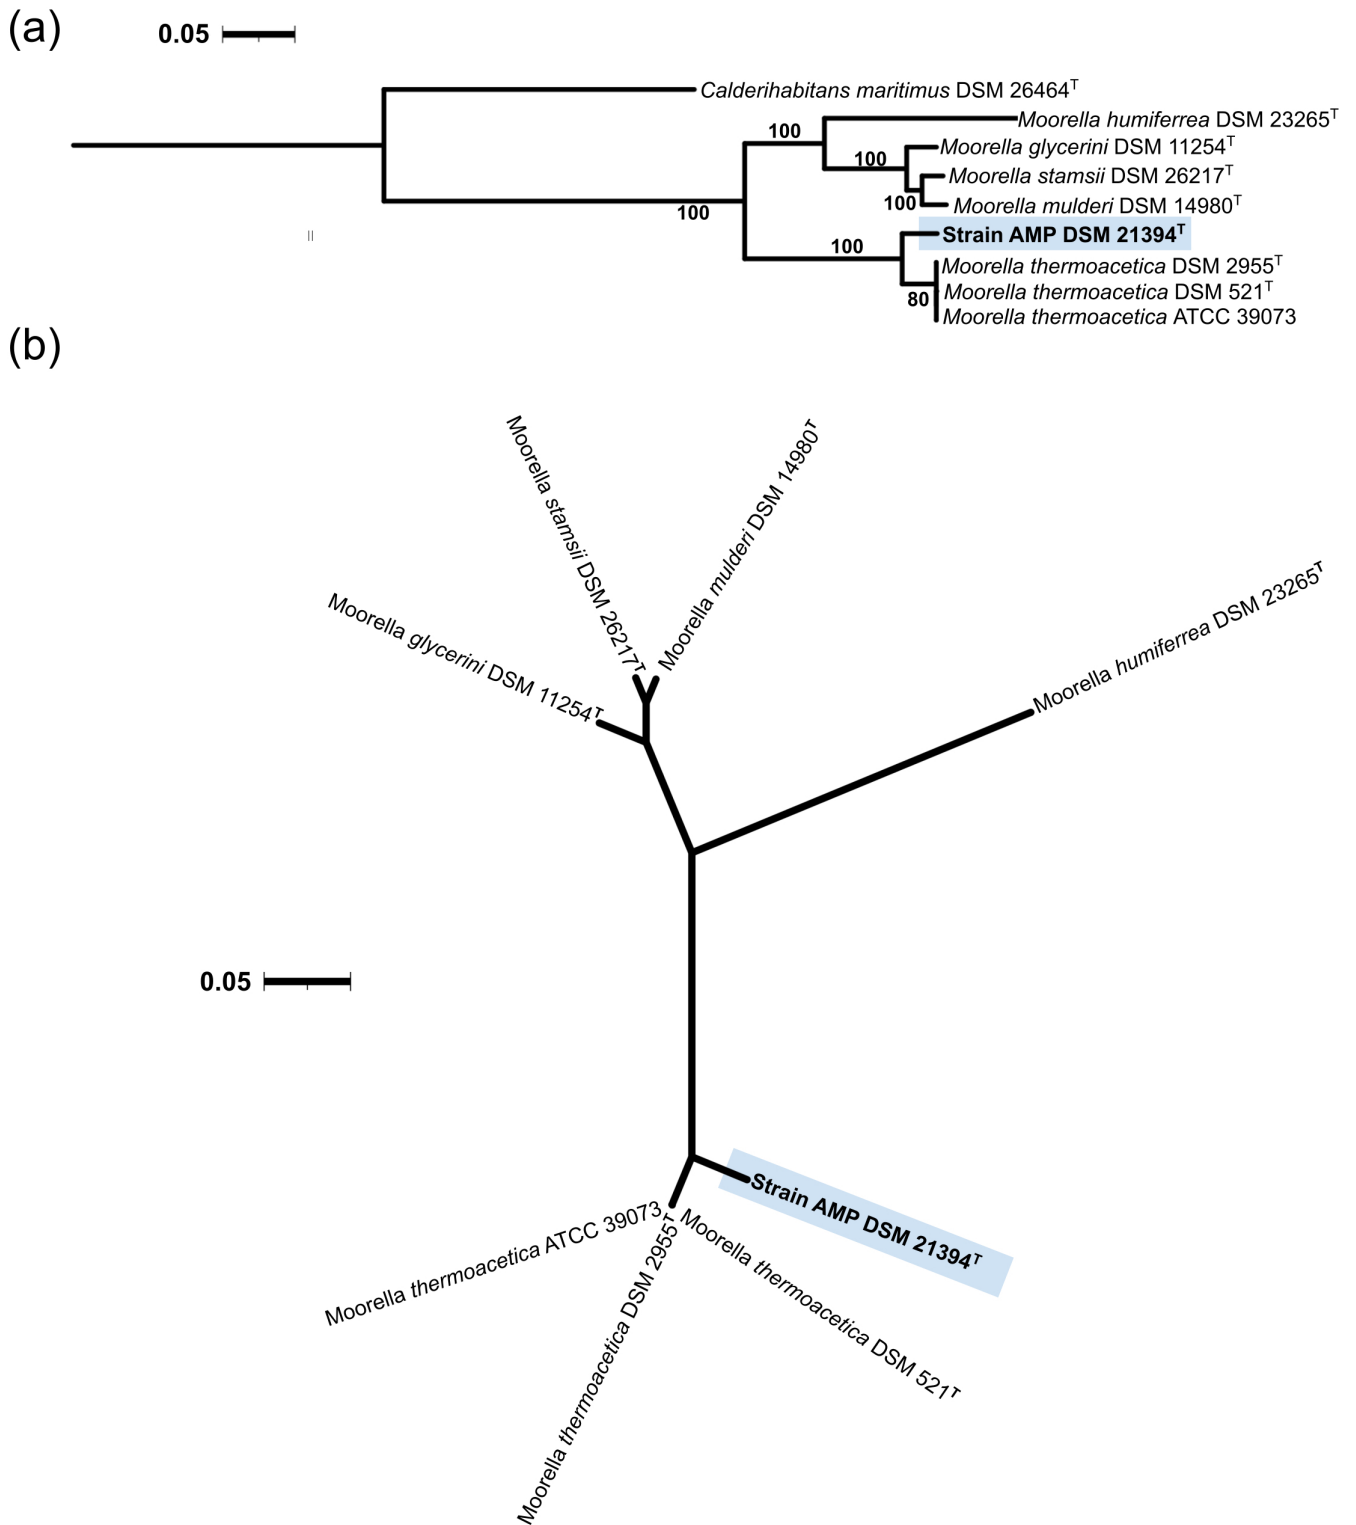 (a)
0.05
Calderihabitans maritimus DSM 26464ᵀ
Moorella humiferrea DSM 23265ᵀ
100
Moorella glycerini DSM 11254ᵀ
100
Moorella stamsii DSM 26217ᵀ
100
Moorella mulderi DSM 14980ᵀ
100
Strain AMP DSM 21394ᵀ
100
Moorella thermoacetica DSM 2955ᵀ
Moorella thermoacetica DSM 521ᵀ
80
Moorella thermoacetica ATCC 39073
(b)
Moorella stamsii DSM 26217ᵀ
Moorella mulderi DSM 14980ᵀ
Moorella glycerini DSM 11254ᵀ
Moorella humiferrea DSM 23265ᵀ
0.05
Strain AMP DSM 21394ᵀ
Moorella thermoacetica ATCC 39073
Moorella thermoacetica DSM 2955ᵀ
Moorella thermoacetica DSM 521ᵀ